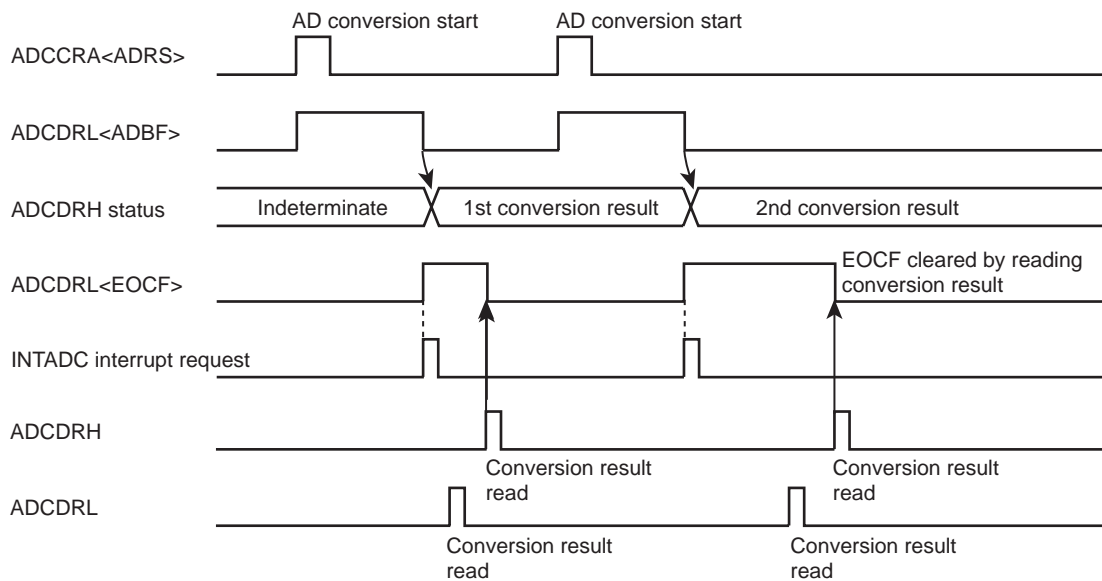 AD conversion start
AD conversion start
ADCCRA<ADRS>
ADCDRL<ADBF>
ADCDRH status
Indeterminate
1st conversion result
2nd conversion result
ADCDRL<EOCF>
EOCF cleared by reading
conversion result
INTADC interrupt request
ADCDRH
Conversion result
read
Conversion result
read
ADCDRL
Conversion result
read
Conversion result
read